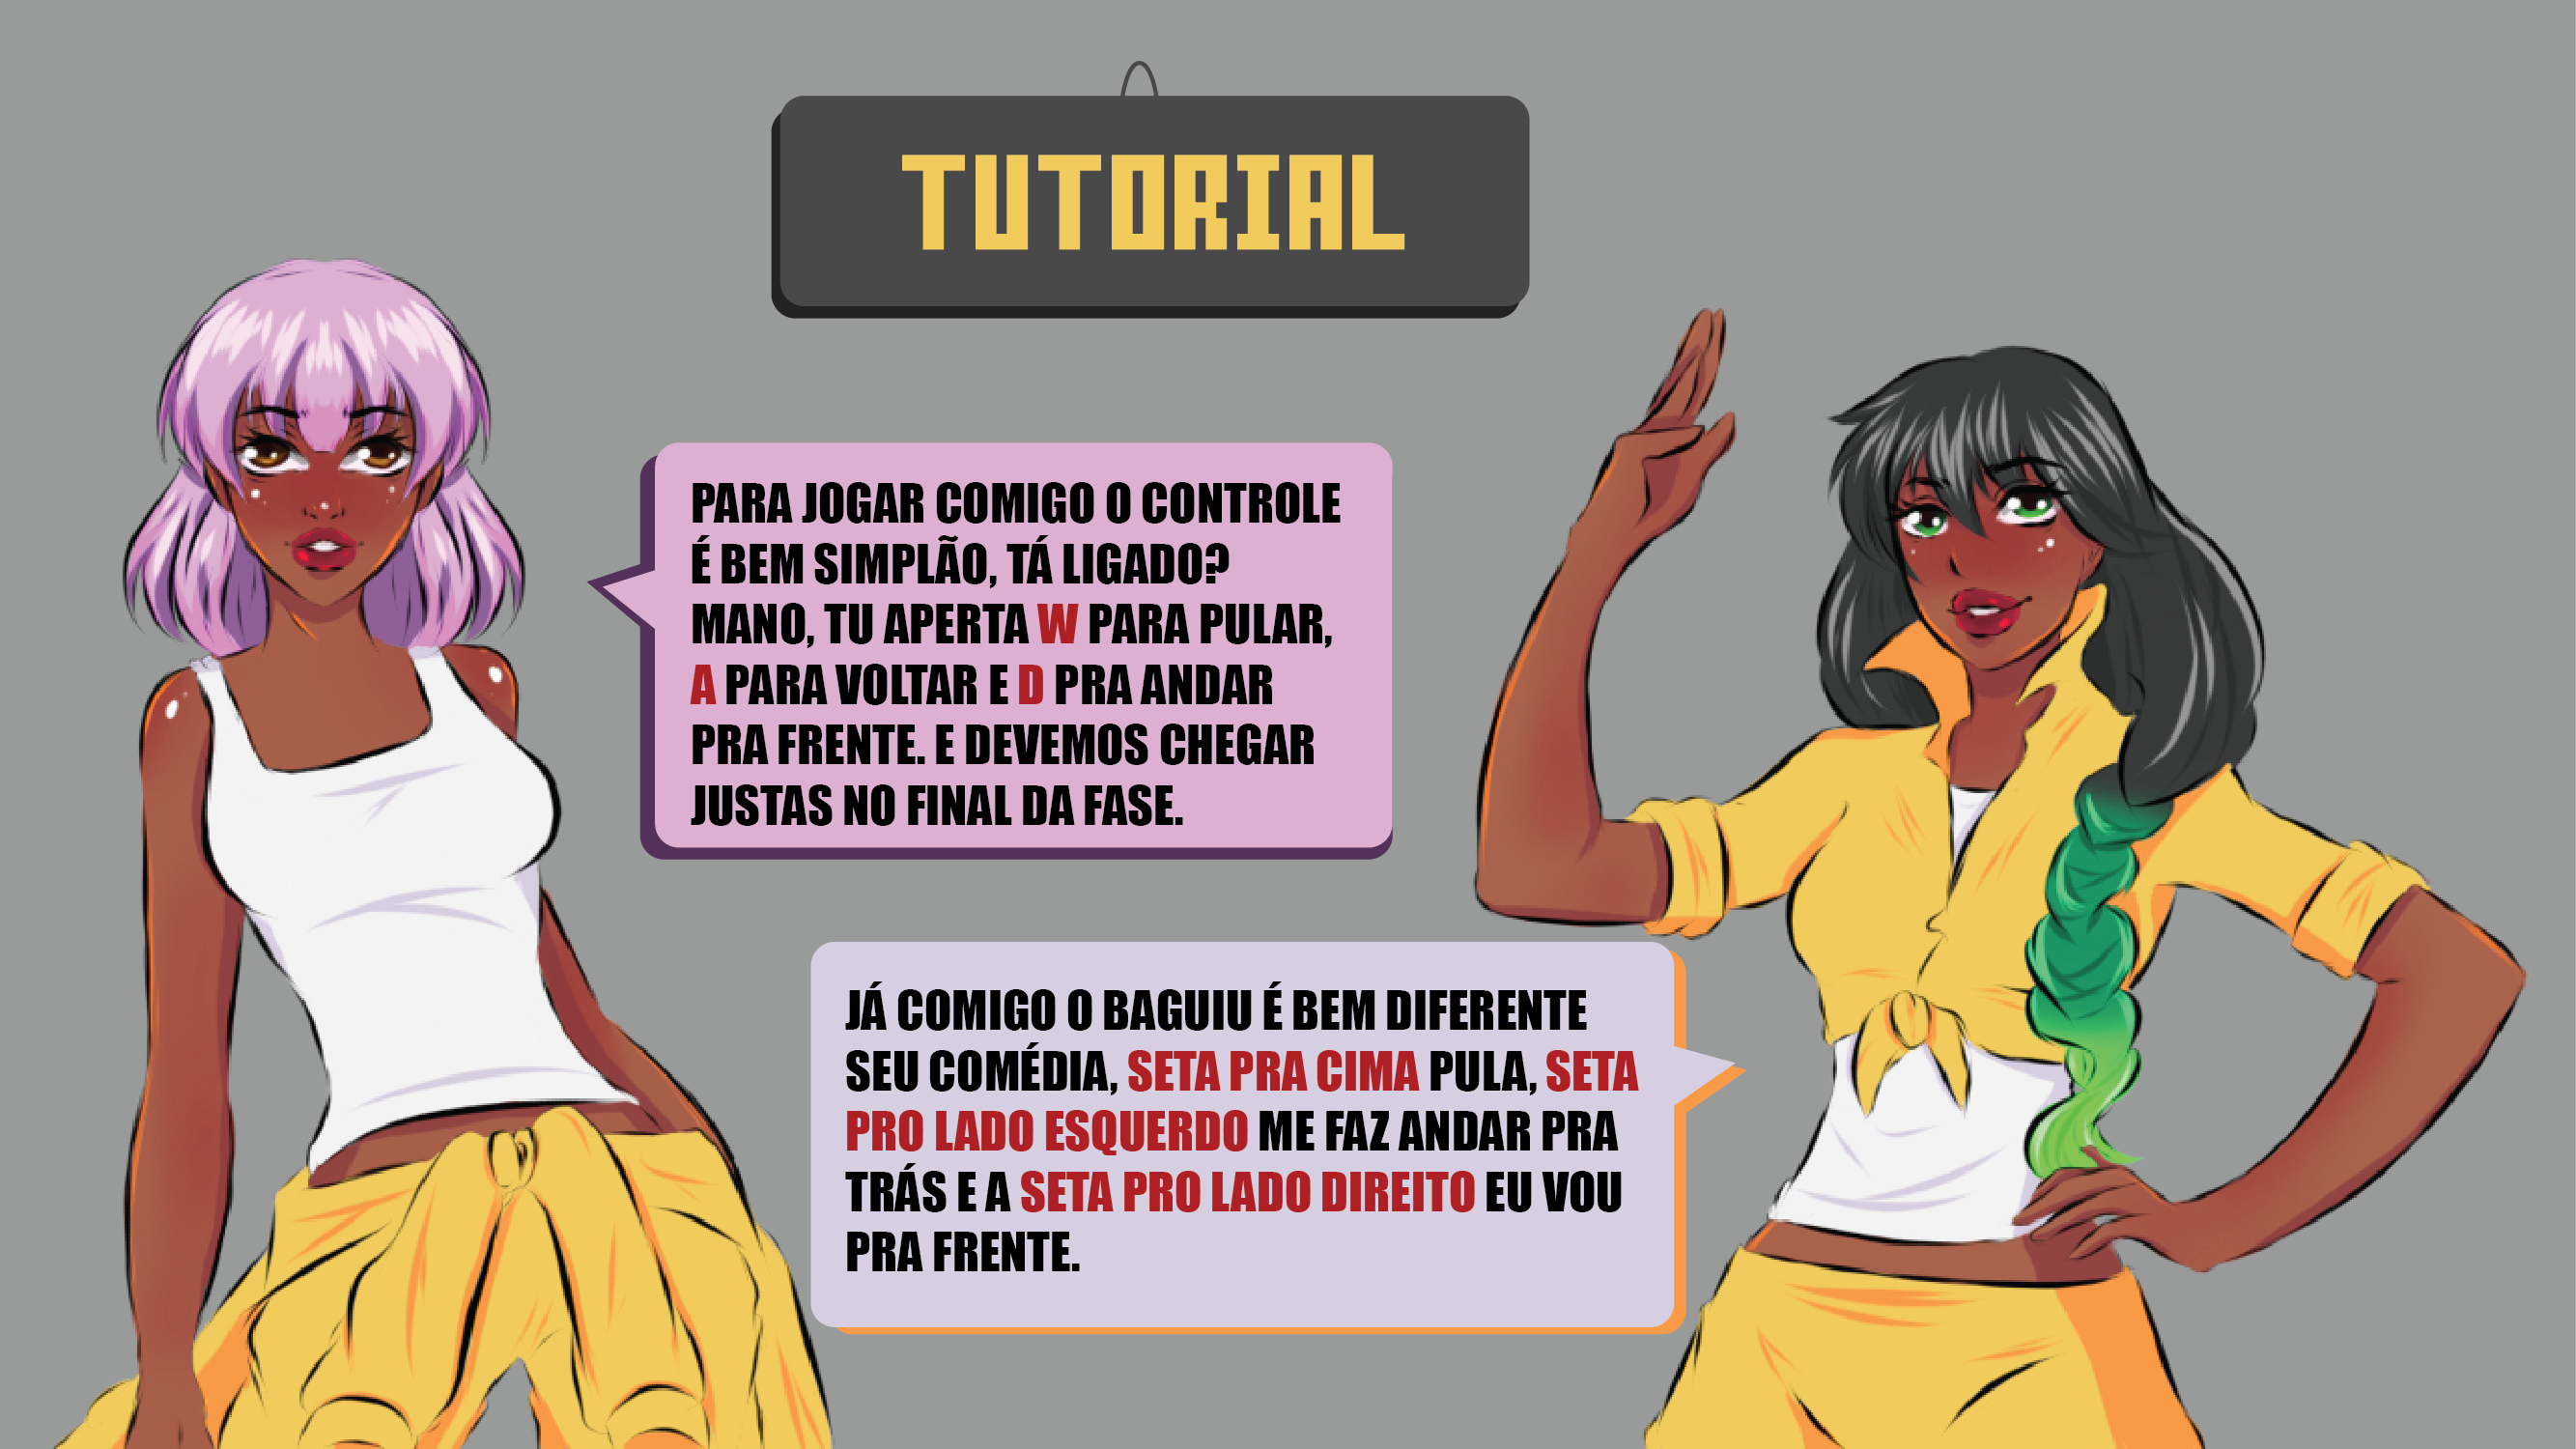 TUTORIAL
PARA JOGAR COMIGO O CONTROLE
É BEM SIMPLÃO, TÁ LIGADO?
MANO, TU APERTA W PARA PULAR,
A PARA VOLTAR E D PRA ANDAR
PRA FRENTE. E DEVEMOS CHEGAR
JUSTAS NO FINAL DA FASE.
JÁ COMIGO O BAGUIU É BEM DIFERENTE
SEU COMÉDIA, SETA PRA CIMA PULA, SETA
PRO LADO ESQUERDO ME FAZ ANDAR PRA
TRÁS E A SETA PRO LADO DIREITO EU VOU
PRA FRENTE.